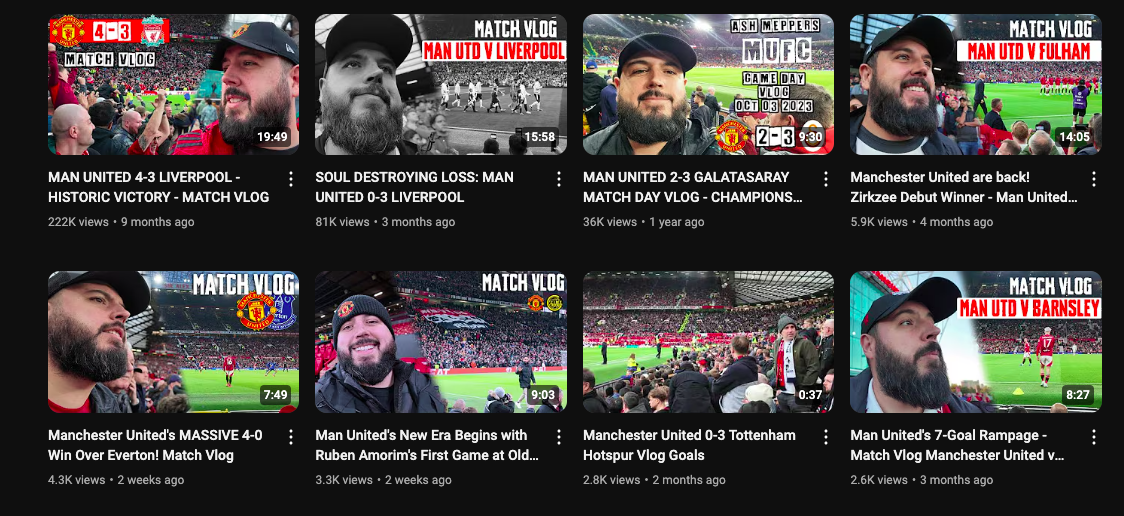 4-3
MATCH VLOG
19:49
MATCH VLOG
MAN UTD V LIVERPOOL
15:58
ASH MEPPERS
MUFC
GAME DAY
VLOG
OCT 03 2023
2-3
9:30
MATCH VLOG
MAN UTD V FULHAM
14:05
MAN UNITED 4-3 LIVERPOOL -
HISTORIC VICTORY - MATCH VLOG
222K views • 9 months ago
SOUL DESTROYING LOSS: MAN
UNITED 0-3 LIVERPOOL
81K views • 3 months ago
MAN UNITED 2-3 GALATASARAY
MATCH DAY VLOG - CHAMPIONS...
36K views • 1 year ago
Manchester United are back!
Zirkzee Debut Winner - Man United...
5.9K views • 4 months ago
MATCH VLOG
7:49
MATCH VLOG
9:03
0:37
MATCH VLOG
MAN UTD V BARNSLEY
17
8:27
Manchester United's MASSIVE 4-0
Win Over Everton! Match Vlog
4.3K views • 2 weeks ago
Man United's New Era Begins with
Ruben Amorim's First Game at Old...
3.3K views • 2 weeks ago
Manchester United 0-3 Tottenham
Hotspur Vlog Goals
2.8K views • 2 months ago
Man United's 7-Goal Rampage -
Match Vlog Manchester United v...
2.6K views • 3 months ago